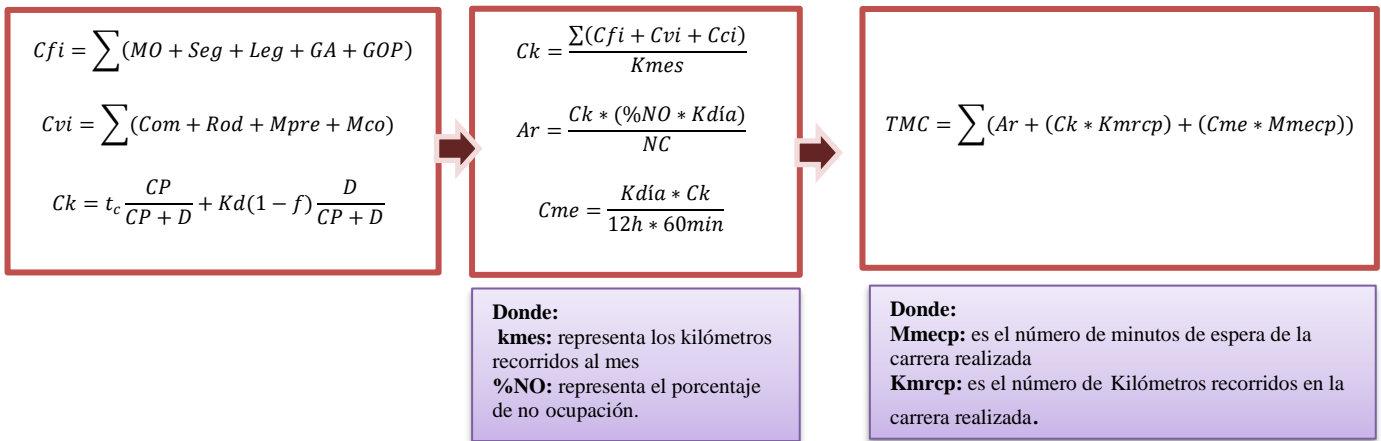 Cfi = ∑(MO + Seg + Leg + GA + GOP)
Cvi = ∑(Com + Rod + Mpre + Mco)
Ck = t_c CP/(CP + D) + Kd(1 − f) D/(CP + D)
Ck = ∑(Cfi + Cvi + Cci)/Kmes
Ar = Ck * (%NO * Kdía)/NC
Cme = Kdía * Ck/12h * 60min
TMC = ∑(Ar + (Ck * Kmrcp) + (Cme * Mmecp))
Donde:
kmes: representa los kilómetros
recorridos al mes
%NO: representa el porcentaje
de no ocupación.
Donde:
Mmecp: es el número de minutos de espera de la
carrera realizada
Kmrcp: es el número de Kilómetros recorridos en la
carrera realizada.